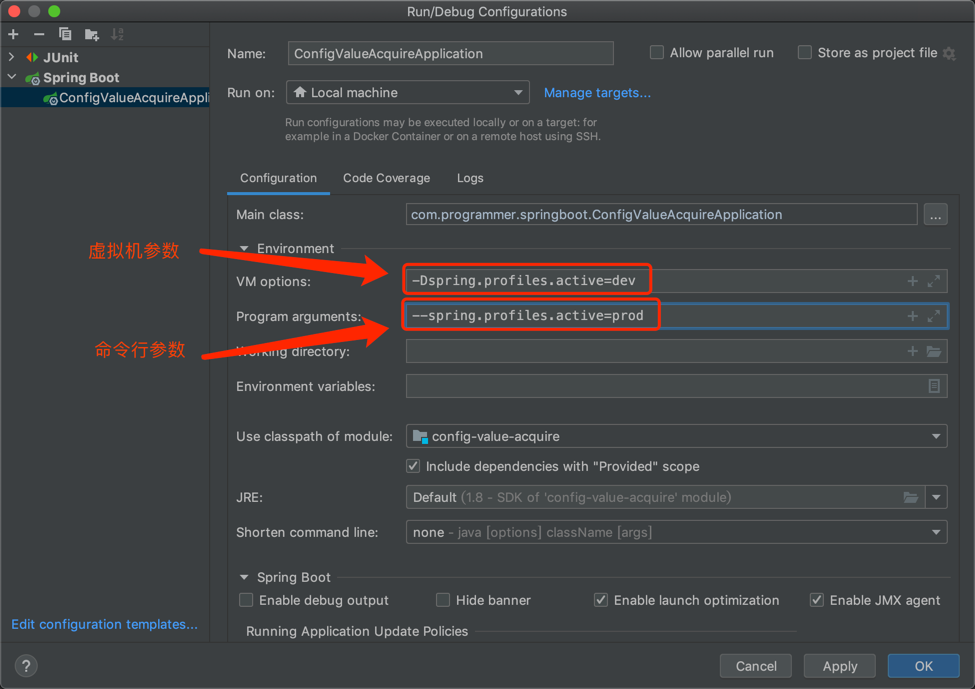 Run/Debug Configurations
JUnit
Spring Boot
ConfigValueAcquireAppli
Edit configuration templates...
Name: ConfigValueAcquireApplication Allow parallel run Store as project file
Run on: Local machine Manage targets...
Run configurations may be executed locally or on a target: for
example in a Docker Container or on a remote host using SSH.
Configuration Code Coverage Logs
Main class: com.programmer.springboot.ConfigValueAcquireApplication ...
Environment
虚拟机参数
VM options: -Dspring.profiles.active=dev
Program arguments: --spring.profiles.active=prod
命令行参数
Working directory:
Environment variables:
Use classpath of module: config-value-acquire
Include dependencies with "Provided" scope
JRE: Default (1.8 - SDK of 'config-value-acquire' module)
Shorten command line: none - java [options] className [args]
Spring Boot
Enable debug output Hide banner Enable launch optimization Enable JMX agent
Running Application Update Policies
? Cancel Apply OK